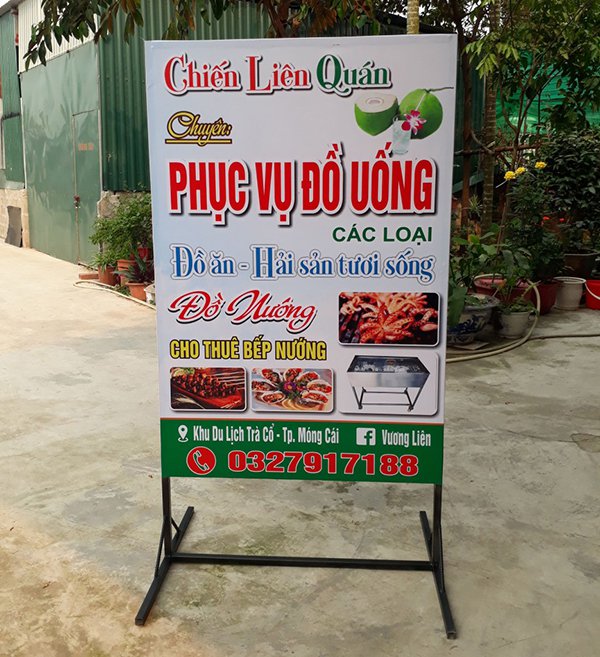 Chiến Liên Quán
Chuyên:
PHỤC VỤ ĐỒ UỐNG
CÁC LOẠI
Đồ ăn - Hải sản tươi sống
Đồ Nướng
CHO THUÊ BẾP NƯỚNG
Khu Du Lịch Trà Cổ - Tp. Móng Cái
Vương Liên
0327917188